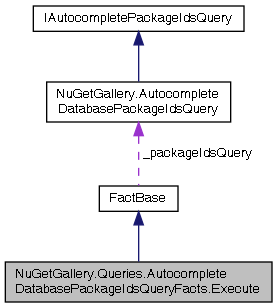 IAutocompletePackageIdsQuery
NuGetGallery.Autocomplete
DatabasePackageIdsQuery
_packageIdsQuery
FactBase
NuGetGallery.Queries.Autocomplete
DatabasePackageIdsQueryFacts.Execute